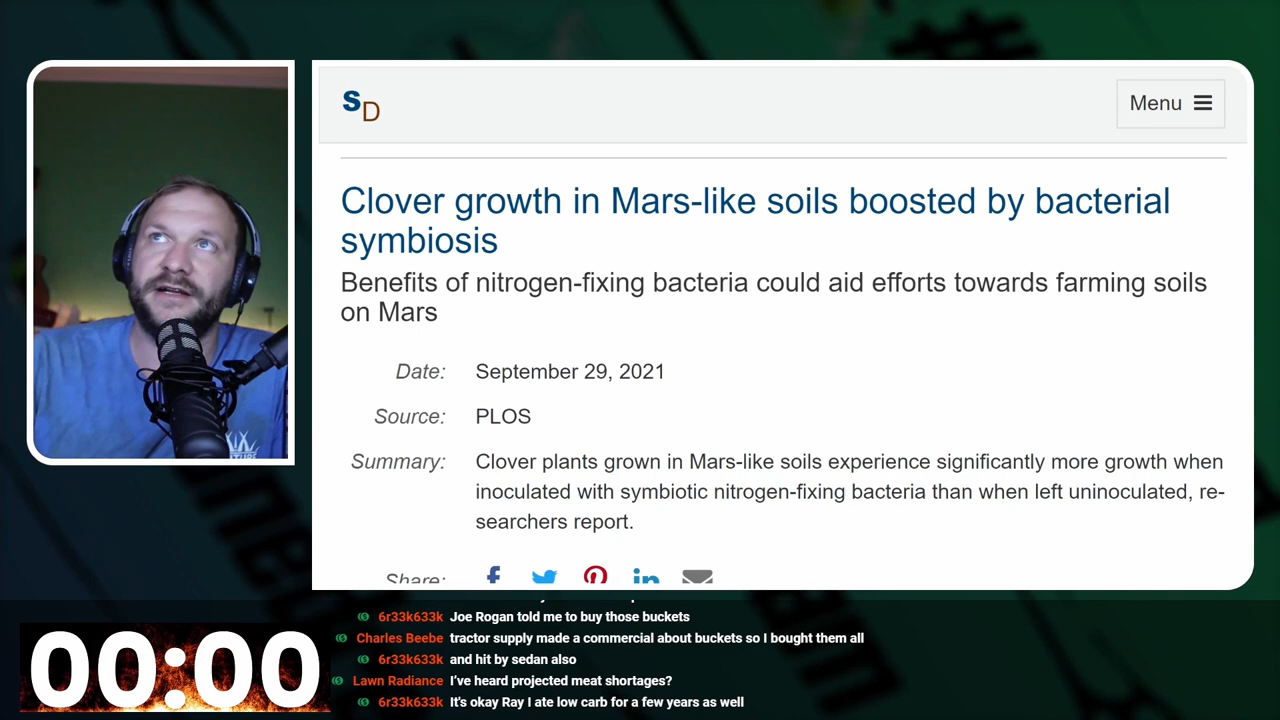 SD
Menu
Clover growth in Mars-like soils boosted by bacterial
symbiosis
Benefits of nitrogen-fixing bacteria could aid efforts towards farming soils
on Mars
Date: September 29, 2021
Source: PLOS
Summary: Clover plants grown in Mars-like soils experience significantly more growth when
inoculated with symbiotic nitrogen-fixing bacteria than when left uninoculated, re-
searchers report.
Share:
6r33k633k Joe Rogan told me to buy those buckets
Charles Beebe tractor supply made a commercial about buckets so I bought them all
6r33k633k and hit by sedan also
Lawn Radiance I've heard projected meat shortages?
6r33k633k It's okay Ray I ate low carb for a few years as well
00:00